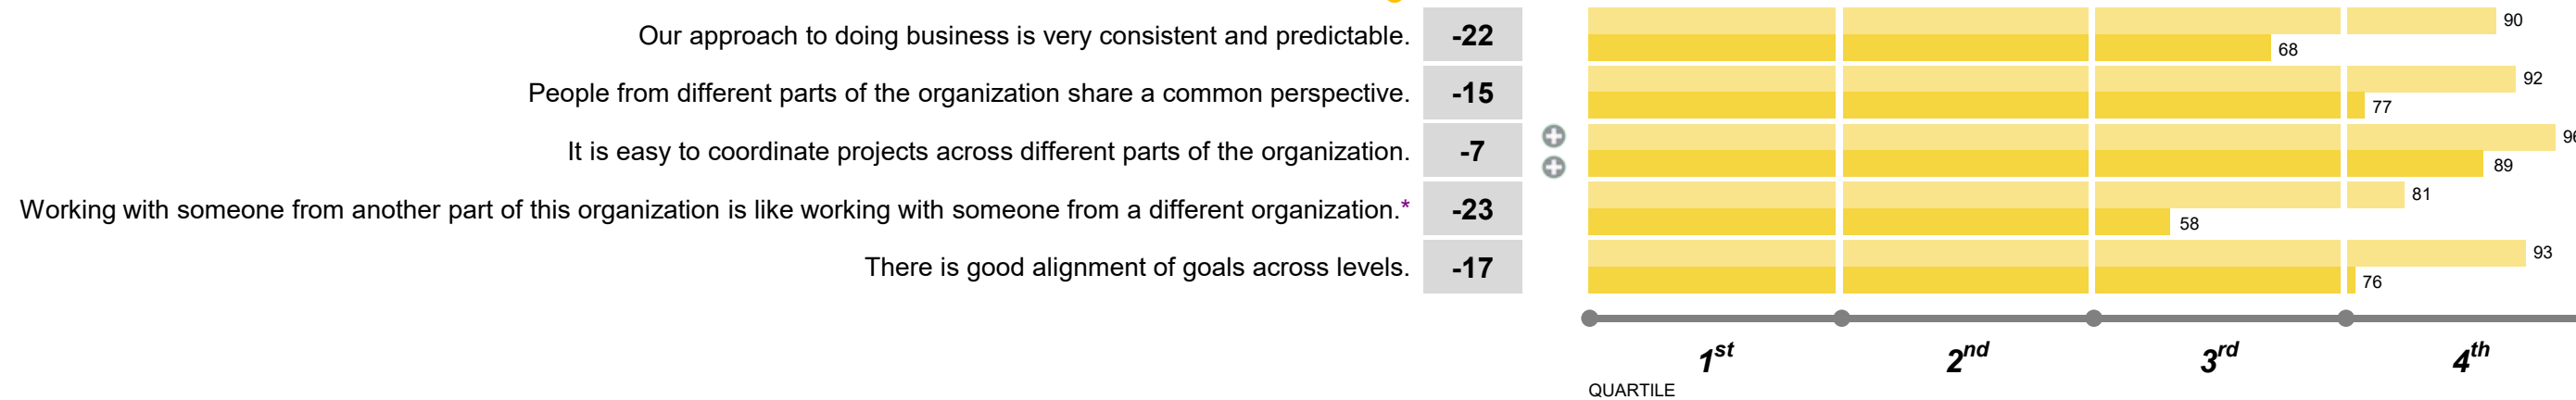 Our approach to doing business is very consistent and predictable. -22 90
68
People from different parts of the organization share a common perspective. -15 92
77
It is easy to coordinate projects across different parts of the organization. -7 96
89
Working with someone from another part of this organization is like working with someone from a different organization.* -23 81
58
There is good alignment of goals across levels. -17 93
76
1st 2nd 3rd 4th
QUARTILE